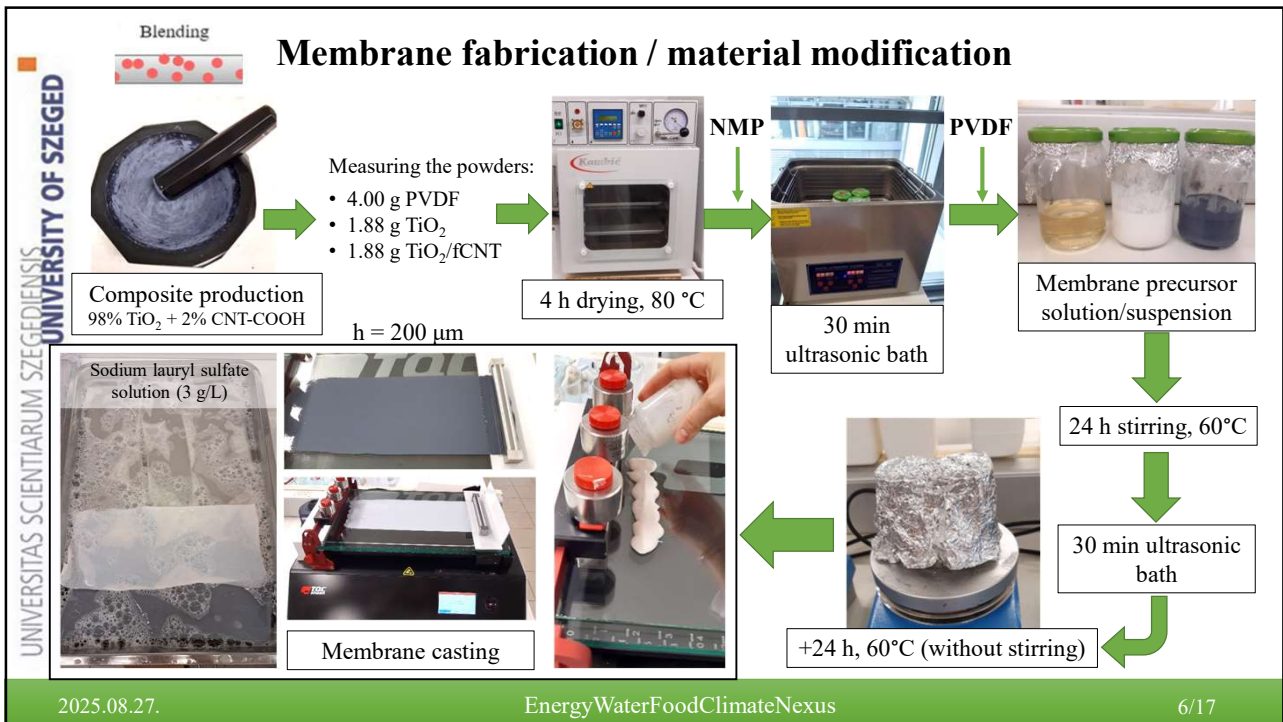 Blending
Membrane fabrication / material modification
UNIVERSITAS SCIENTIARUM SZEGEDIENSIS
UNIVERSITY OF SZEGED
Measuring the powders:
• 4.00 g PVDF
• 1.88 g TiO₂
• 1.88 g TiO₂/fCNT
Kambič
NMP
PVDF
Composite production
98% TiO₂ + 2% CNT-COOH
4 h drying, 80 °C
30 min
ultrasonic bath
Membrane precursor
solution/suspension
h = 200 μm
Sodium lauryl sulfate
solution (3 g/L)
TQC
TQC
Membrane casting
24 h stirring, 60°C
30 min ultrasonic
bath
+24 h, 60°C (without stirring)
2025.08.27.
EnergyWaterFoodClimateNexus
6/17